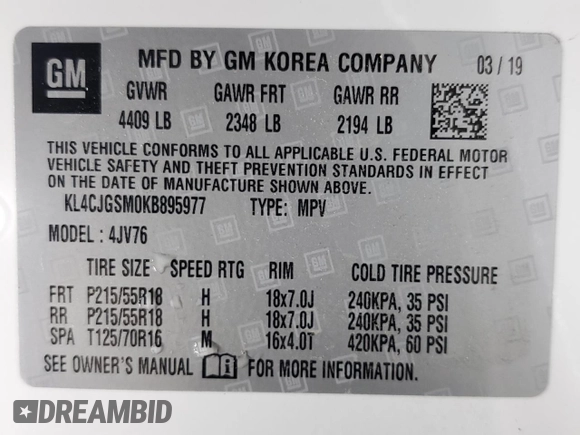 GM
MFD BY GM KOREA COMPANY 03 / 19
GVWR GAWR FRT GAWR RR
4409 LB 2348 LB 2194 LB
THIS VEHICLE CONFORMS TO ALL APPLICABLE U.S. FEDERAL MOTOR
VEHICLE SAFETY AND THEFT PREVENTION STANDARDS IN EFFECT
ON THE DATE OF MANUFACTURE SHOWN ABOVE.
KL4CJGSM0KB895977 TYPE: MPV
MODEL : 4JV76
TIRE SIZE SPEED RTG RIM COLD TIRE PRESSURE
FRT P215/55R18 H 18x7.0J 240KPA, 35 PSI
RR P215/55R18 H 18x7.0J 240KPA, 35 PSI
SPA T125/70R16 M 16x4.0T 420KPA, 60 PSI
SEE OWNER'S MANUAL i FOR MORE INFORMATION.
DREAMBID